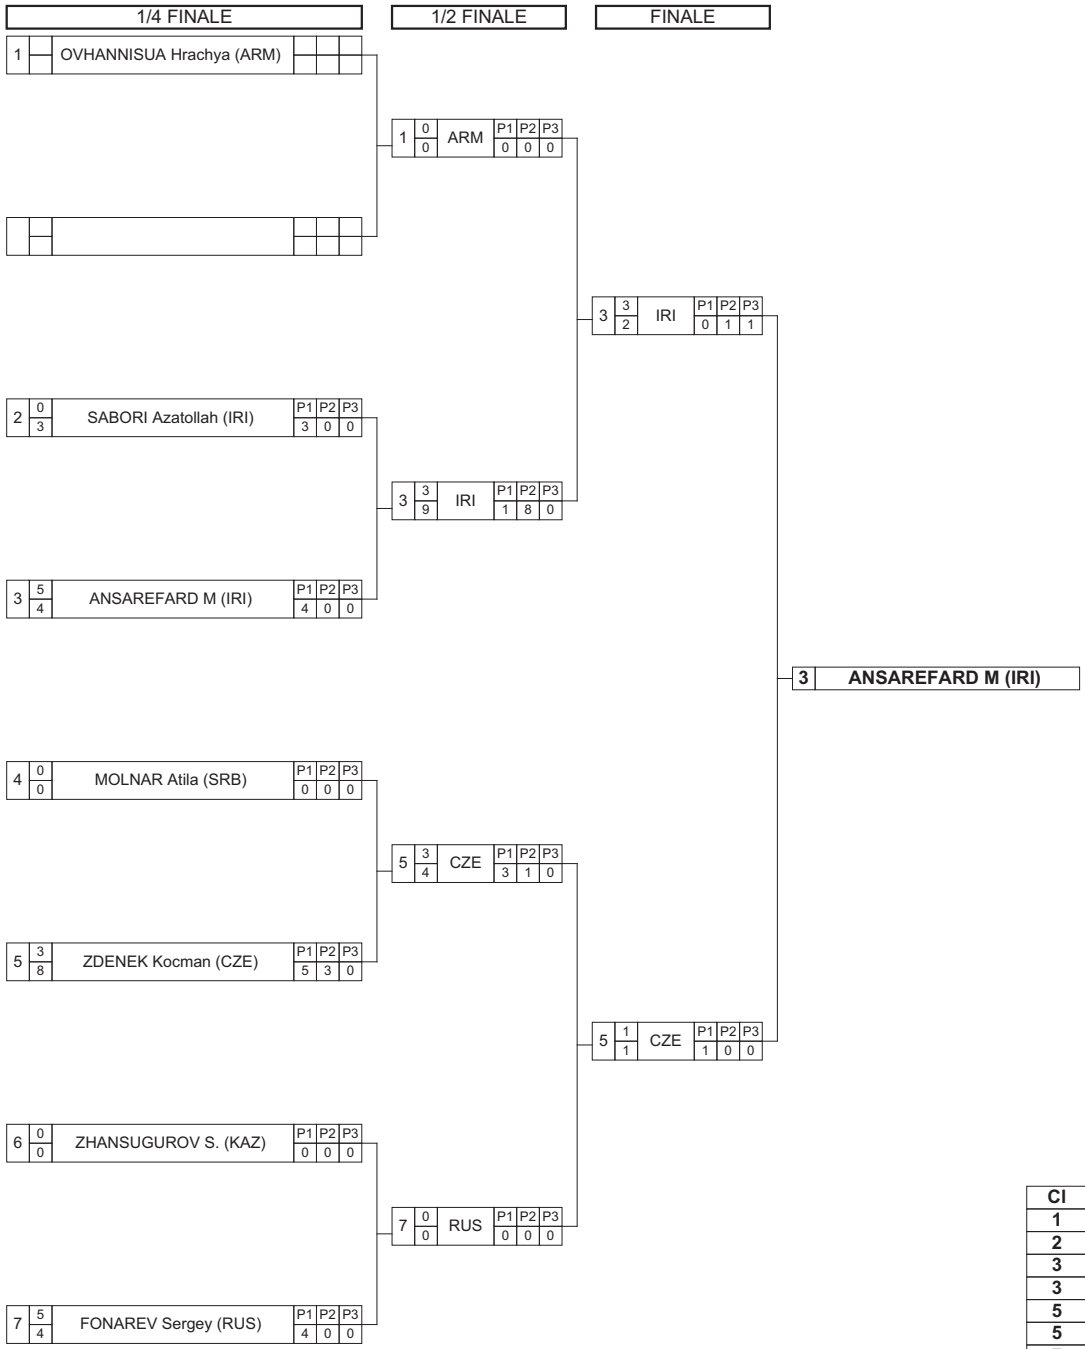 1/4 FINALE 1/2 FINALE FINALE
1 OVHANNISUA Hrachya (ARM)
1 0 ARM P1 P2 P3
0 0 0 0
3 3 IRI P1 P2 P3
2 0 1 1
2 0 SABORI Azatollah (IRI) P1 P2 P3
3 3 0 0
3 3 IRI P1 P2 P3
9 1 8 0
3 5 ANSAREFARD M (IRI) P1 P2 P3
4 4 0 0
3 ANSAREFARD M (IRI)
4 0 MOLNAR Atila (SRB) P1 P2 P3
0 0 0 0
5 3 CZE P1 P2 P3
4 3 1 0
5 3 ZDENEK Kocman (CZE) P1 P2 P3
8 5 3 0
5 1 CZE P1 P2 P3
1 1 0 0
6 0 ZHANSUGUROV S. (KAZ) P1 P2 P3
0 0 0 0
7 0 RUS P1 P2 P3
0 0 0 0
7 5 FONAREV Sergey (RUS) P1 P2 P3
4 4 0 0
Cl
1
2
3
3
5
5